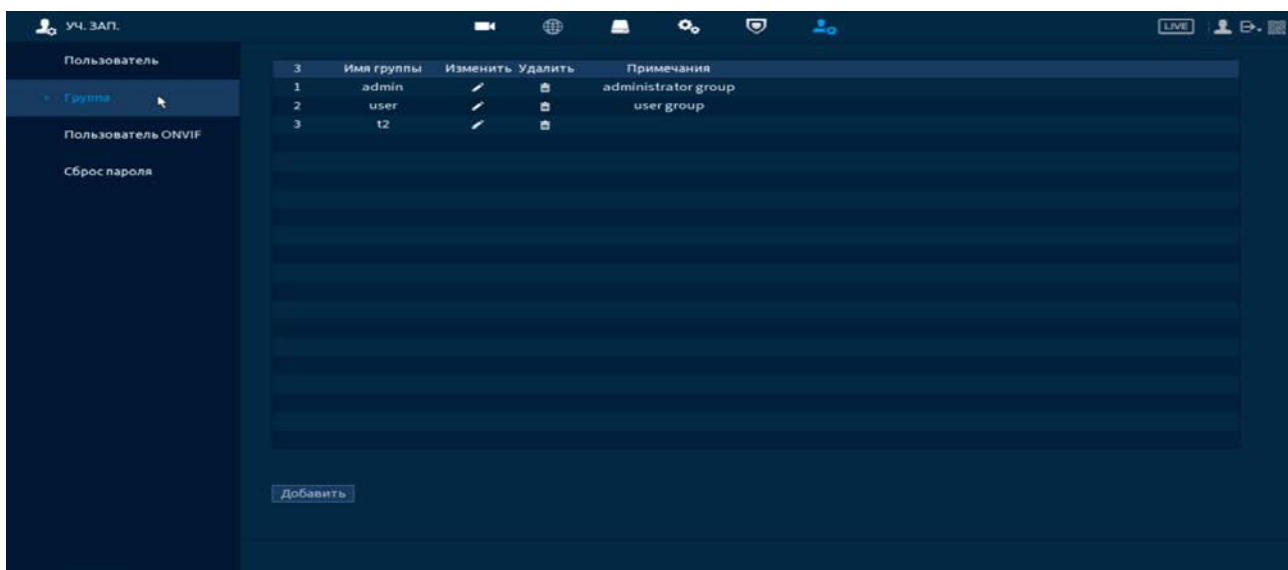 УЧ. ЗАП.
LIVE
Пользователь
Группа
Пользователь ONVIF
Сброс пароля
3 Имя группы Изменить Удалить Примечания
1 admin administrator group
2 user user group
3 t2
Добавить